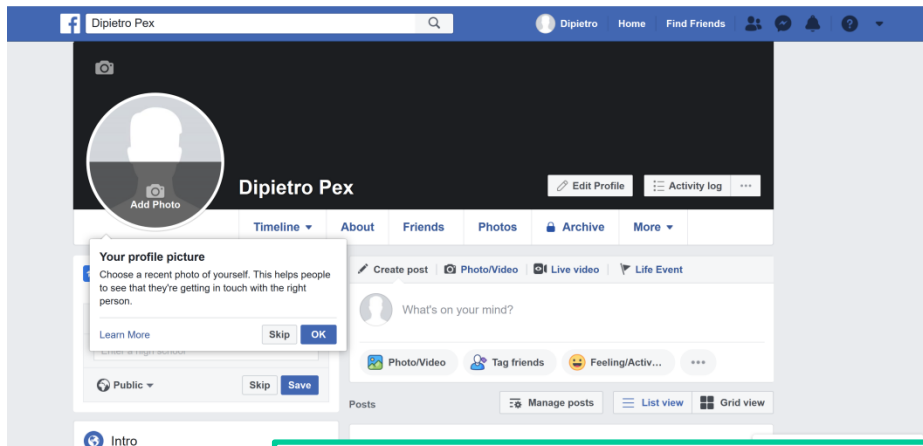 f
Dipietro Pex
Dipietro Home Find Friends ?
Add Photo
Dipietro Pex
Edit Profile Activity log ...
Timeline About Friends Photos Archive More
Your profile picture
Choose a recent photo of yourself. This helps people
to see that they're getting in touch with the right
person.
Learn More Skip OK
Enter a high school
Public Skip Save
Intro
Create post Photo/Video Live video Life Event
What's on your mind?
Photo/Video Tag friends Feeling/Activ... ...
Posts Manage posts List view Grid view